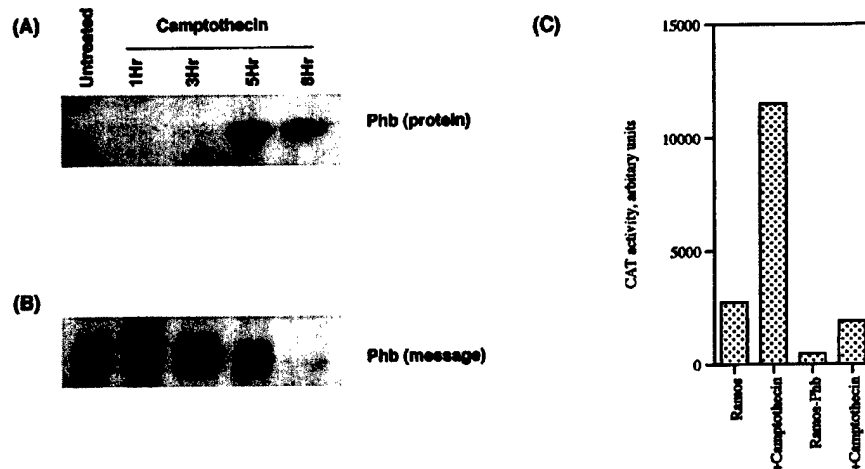 (A)
Camptothecin
Untreated
1Hr
3Hr
5Hr
8Hr
Phb (protein)
(B)
Phb (message)
(C)
15000
10000
5000
0
CAT activity, arbitary units
Ramos
+Camptothecin
Ramos-Phb
+Camptothecin